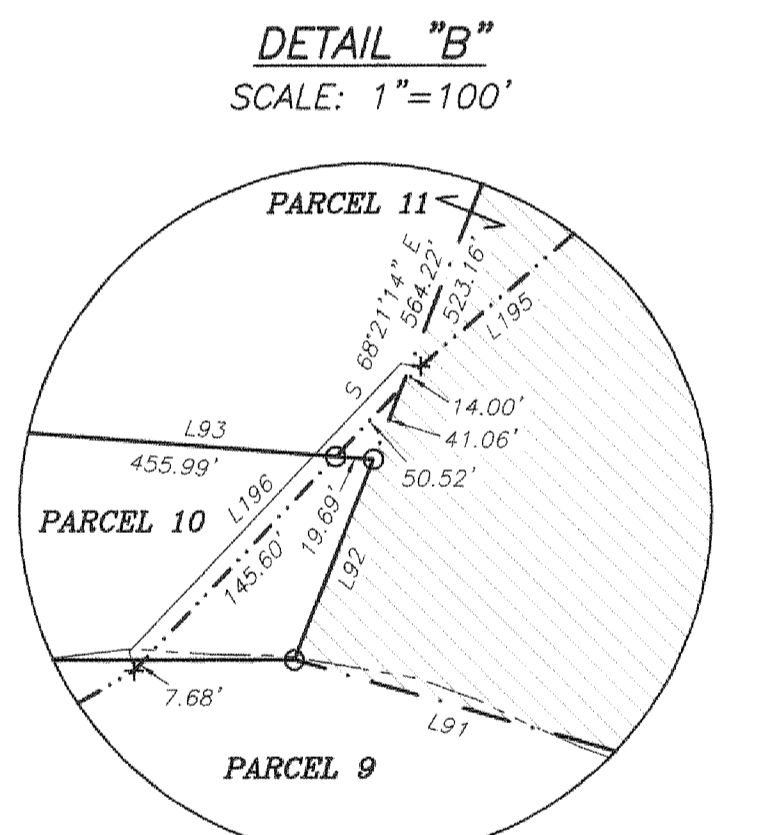 DETAIL "B"
SCALE: 1"=100'
PARCEL 11
S 68°21'14" E
564.22'
523.16'
L195
14.00'
41.06'
50.52'
L93
455.99'
L196
19.69'
PARCEL 10
145.60'
L92
7.68'
L91
PARCEL 9